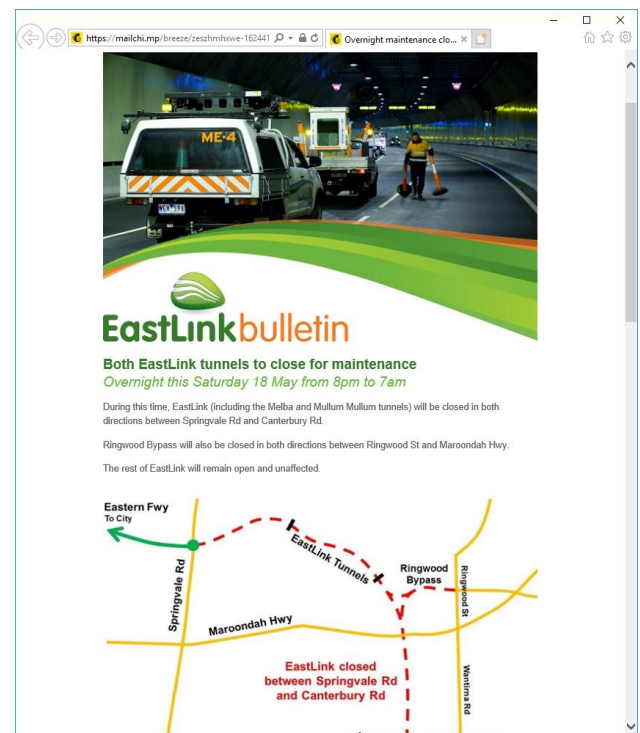 https://mailchi.mp/breeze/zeszhmhxwe-162441
Overnight maintenance clo...
ME-4
EastLinkbulletin
Both EastLink tunnels to close for maintenance
Overnight this Saturday 18 May from 8pm to 7am
During this time, EastLink (including the Melba and Mullum Mullum tunnels) will be closed in both
directions between Springvale Rd and Canterbury Rd.
Ringwood Bypass will also be closed in both directions between Ringwood St and Maroondah Hwy.
The rest of EastLink will remain open and unaffected.
Eastern Fwy
To City
Springvale Rd
EastLink Tunnels
Ringwood
Bypass
Ringwood St
Maroondah Hwy
EastLink closed
between Springvale Rd
and Canterbury Rd
Wantirna Rd